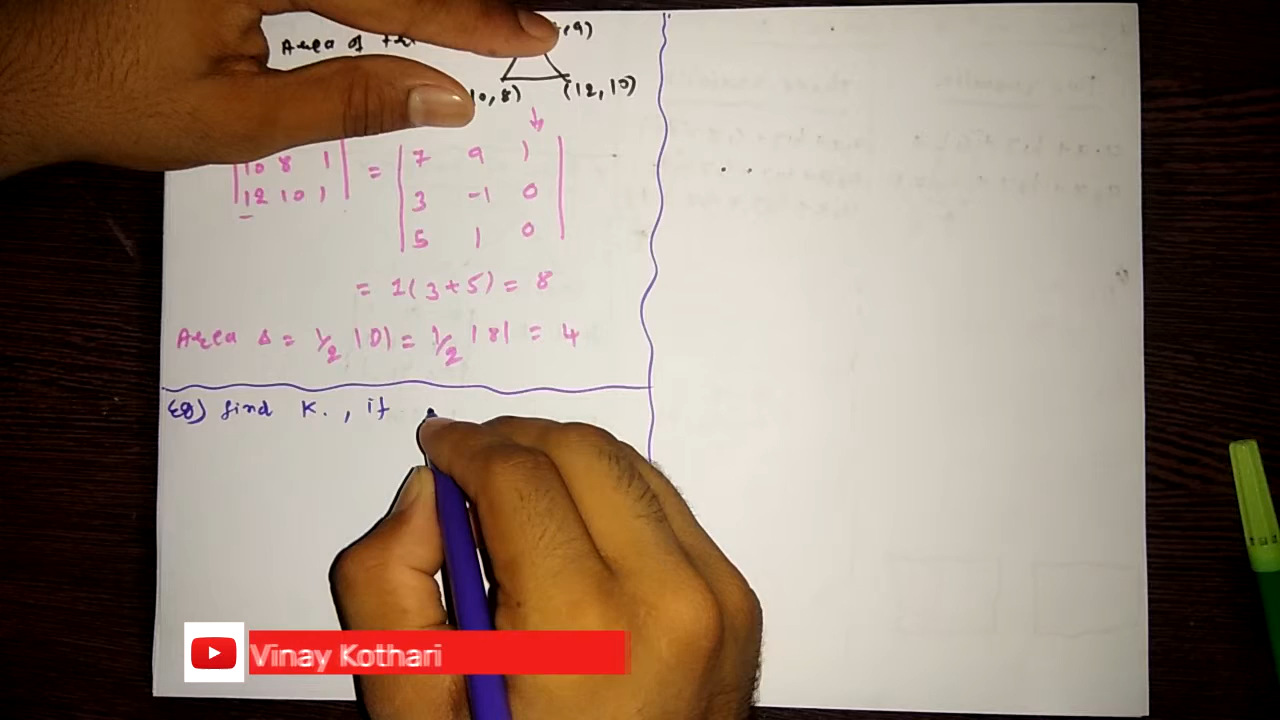 Area of
,9)
10, 8) (12, 10)
10 8 1 = 7 9 1
12 10 1 3 -1 0
5 1 0
= 1(3+5) = 8
Area Δ = 1/2 |D| = 1/2 |8| = 4
Eg) find K. , if
Vinay Kothari